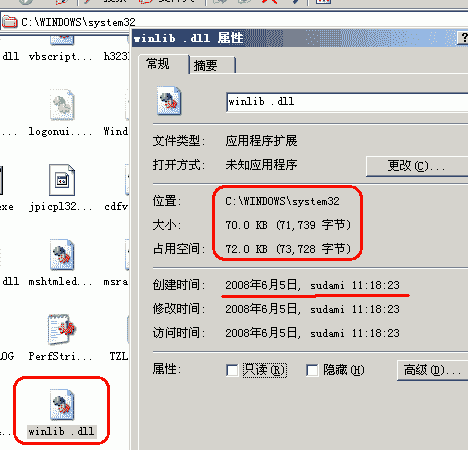 C:\WINDOWS\system32
winlib .dll 属性
dll
vbscript...
h323
常规
摘要
winlib .dll
logonui...
Wind
文件类型:
应用程序扩展
打开方式:
未知应用程序
更改(C)...
exe
jpicpl32...
cdfv
位置:
C:\WINDOWS\system32
大小:
70.0 KB (71,739 字节)
占用空间:
72.0 KB (73,728 字节)
dll
mshtmled...
msra
创建时间:
2008年6月5日, sudami 11:18:23
修改时间:
2008年6月5日, sudami 11:18:23
访问时间:
2008年6月5日, sudami 11:18:23
LOG
PerfStri...
TZL
属性:
只读(R)
隐藏(H)
高级(D)...
winlib .dll